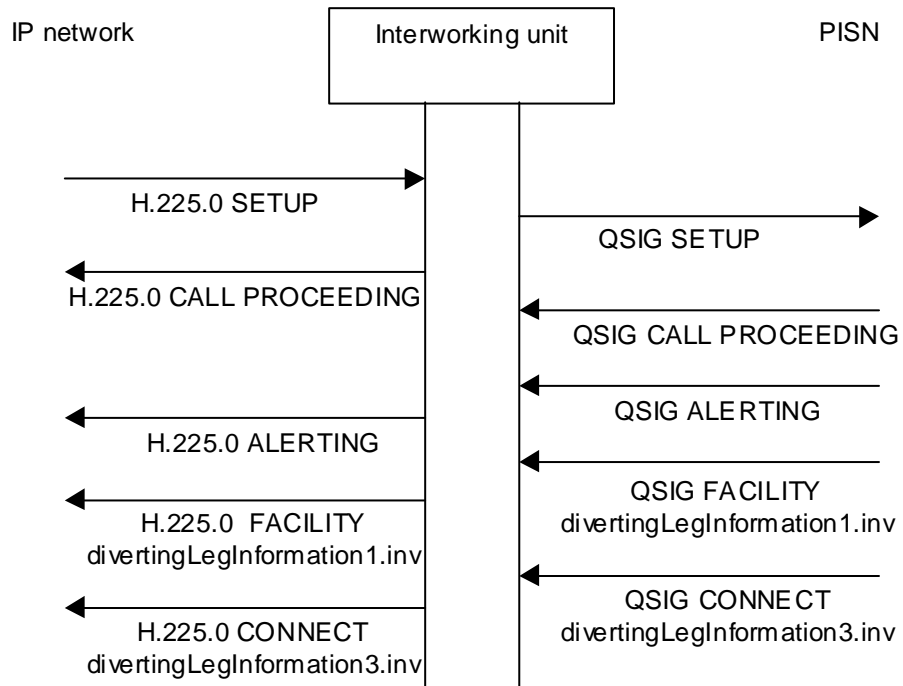 IP network
Interworking unit
PISN
H.225.0 SETUP
QSIG SETUP
H.225.0 CALL PROCEEDING
QSIG CALL PROCEEDING
QSIG ALERTING
H.225.0 ALERTING
QSIG FACILITY
divertingLegInformation1.inv
H.225.0 FACILITY
divertingLegInformation1.inv
QSIG CONNECT
divertingLegInformation3.inv
H.225.0 CONNECT
divertingLegInformation3.inv